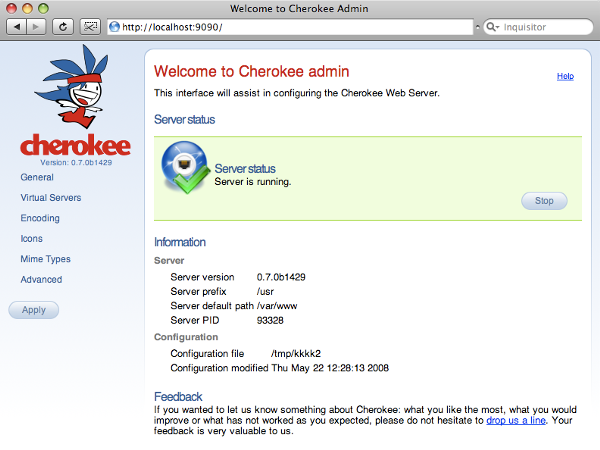 Welcome to Cherokee Admin
http://localhost:9090/
Inquisitor
cherokee
Version: 0.7.0b1429
General
Virtual Servers
Encoding
Icons
Mime Types
Advanced
Apply
Welcome to Cherokee admin
Help
This interface will assist in configuring the Cherokee Web Server.
Server status
Server status
Server is running.
Stop
Information
Server
Server version 0.7.0b1429
Server prefix /usr
Server default path /var/www
Server PID 93328
Configuration
Configuration file /tmp/kkkk2
Configuration modified Thu May 22 12:28:13 2008
Feedback
If you wanted to let us know something about Cherokee: what you like the most, what you would
improve or what has not worked as you expected, please do not hesitate to drop us a line. Your
feedback is very valuable to us.